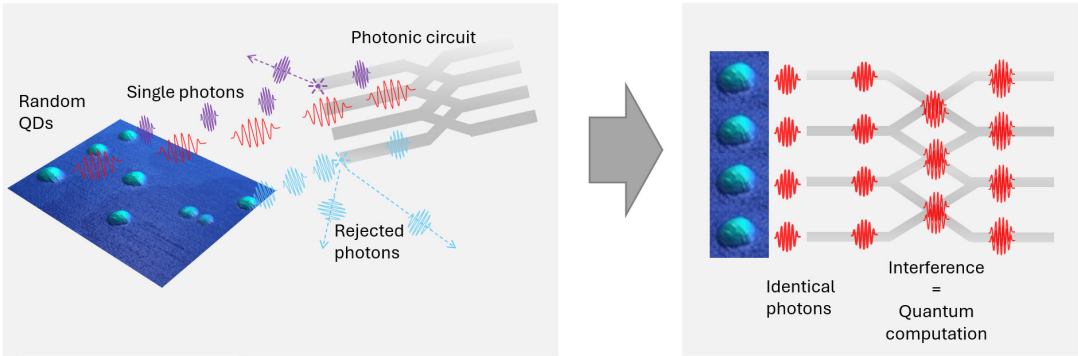 Photonic circuit
Single photons
Random
QDs
Rejected
photons
Identical
photons
Interference
=
Quantum
computation